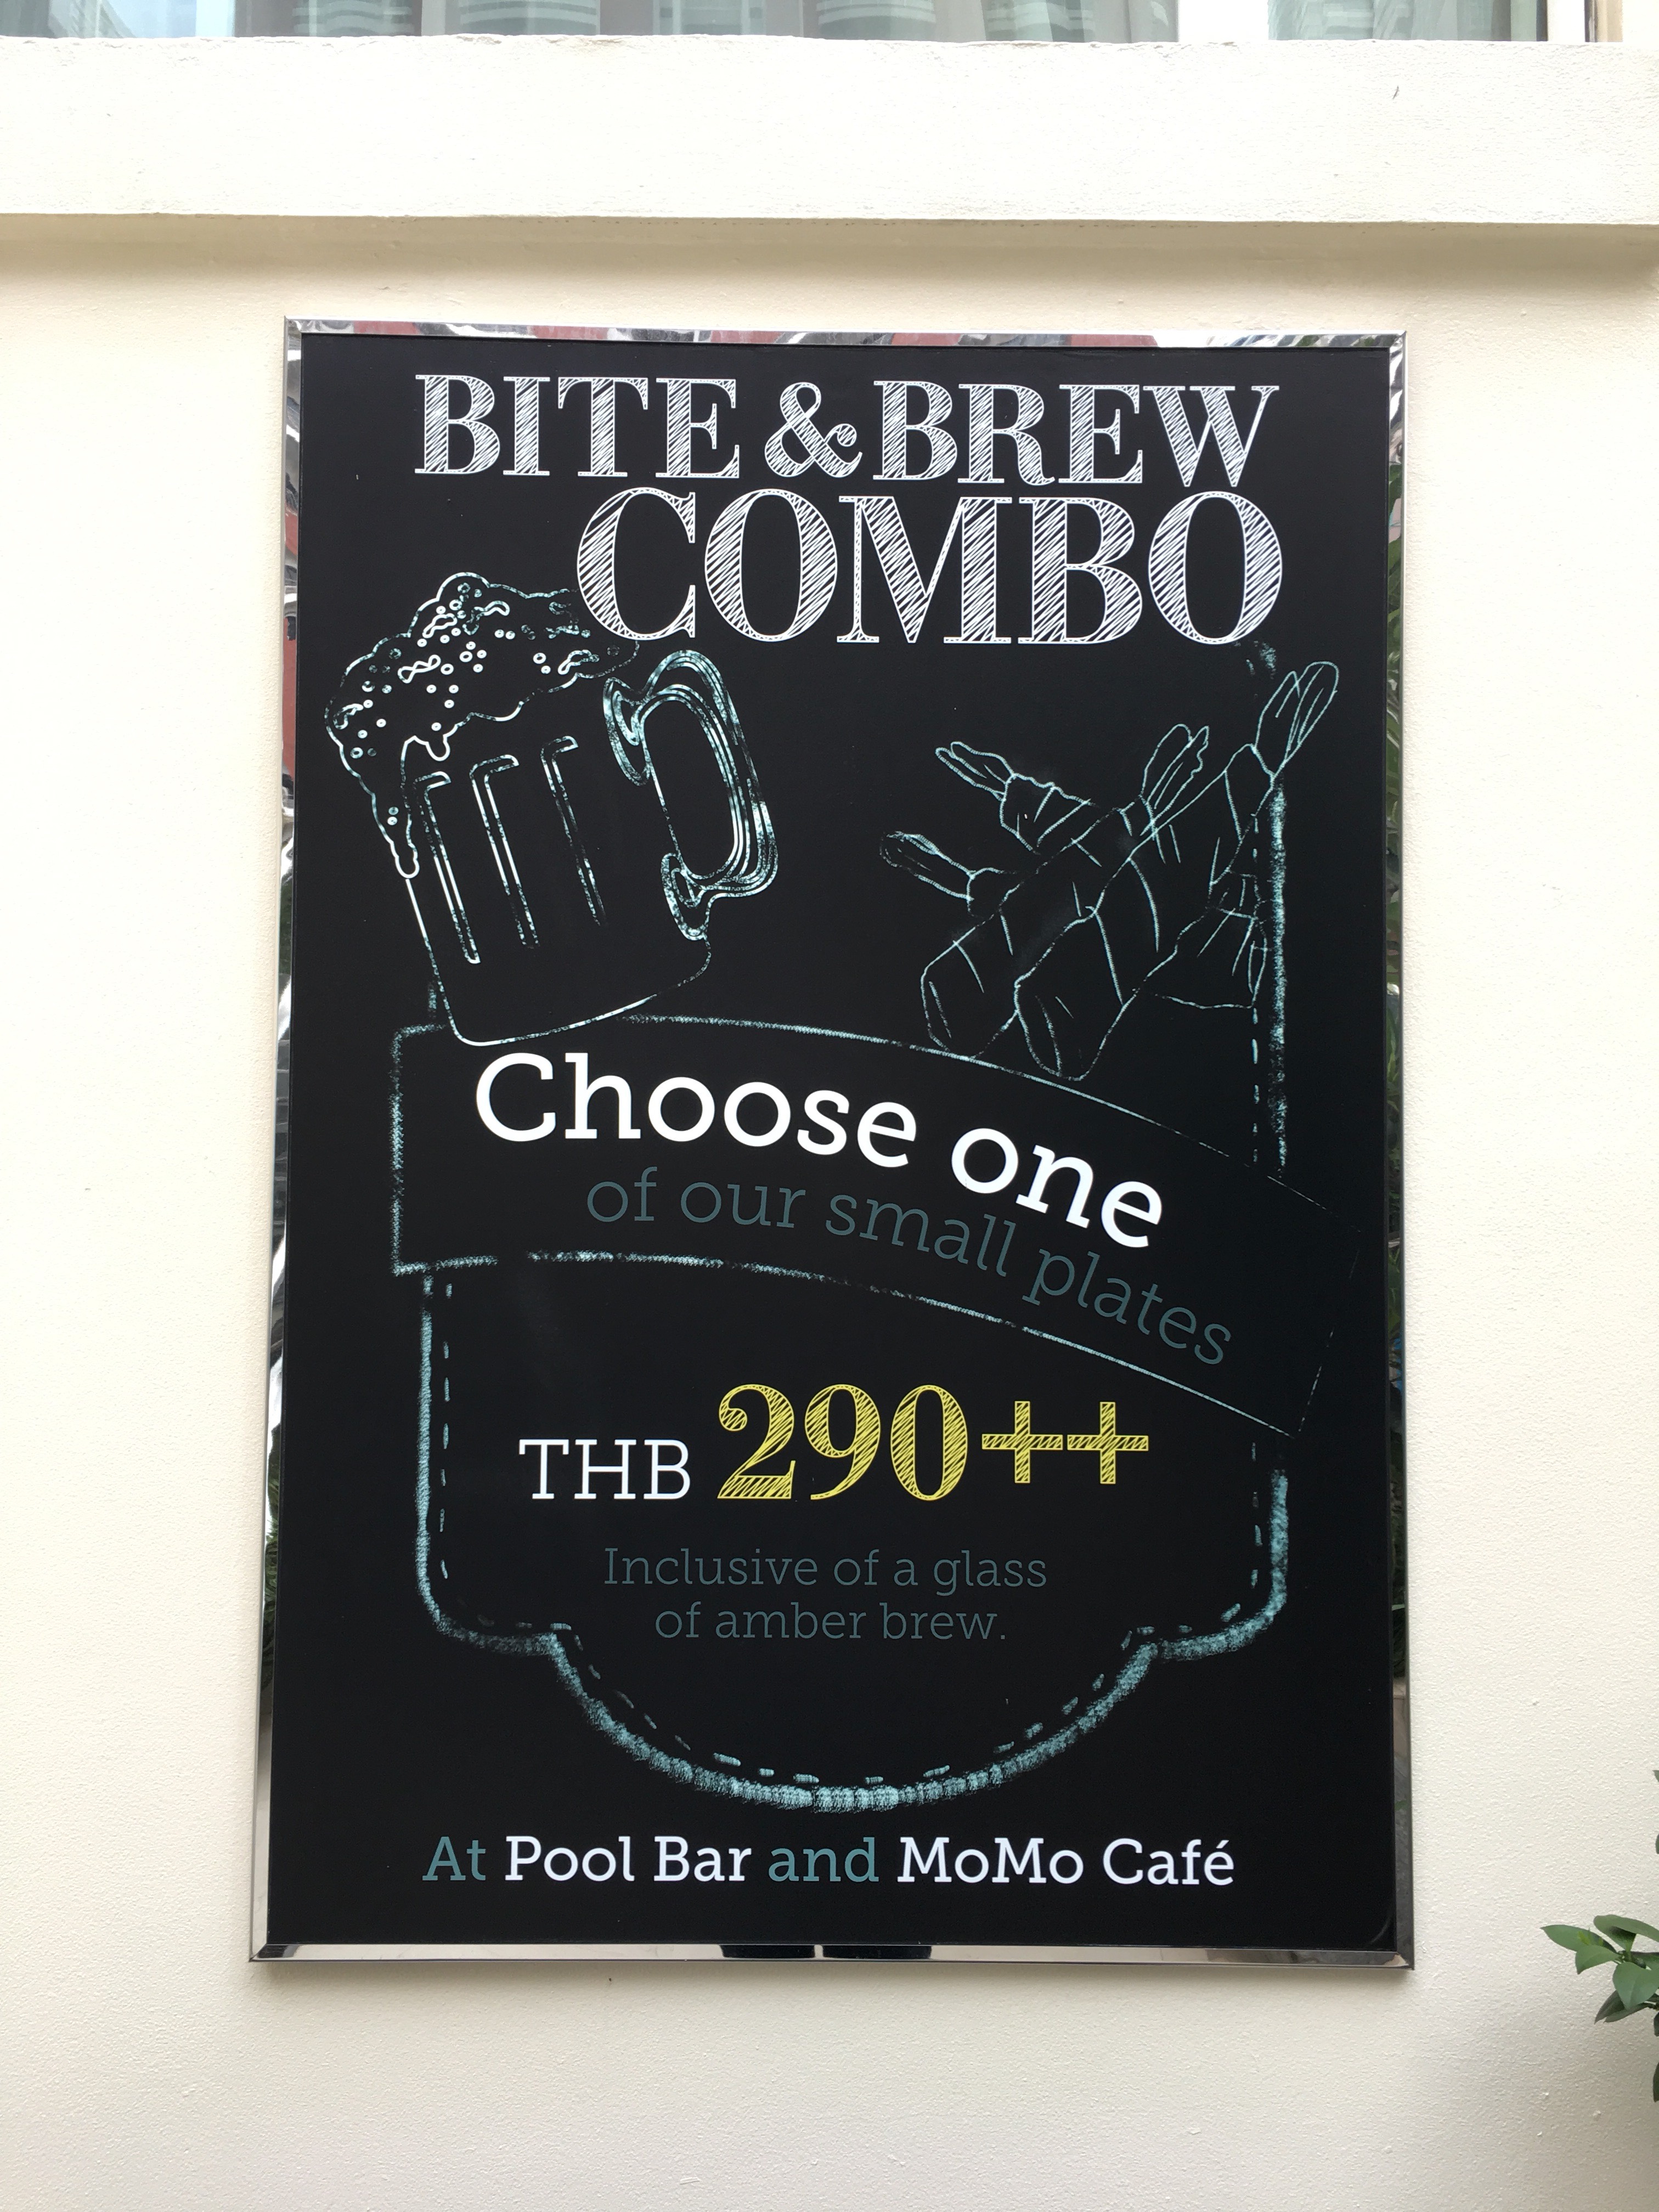 BITE & BREW
COMBO
Choose one
of our small plates
THB 290++
Inclusive of a glass
of amber brew.
At Pool Bar and MoMo Café